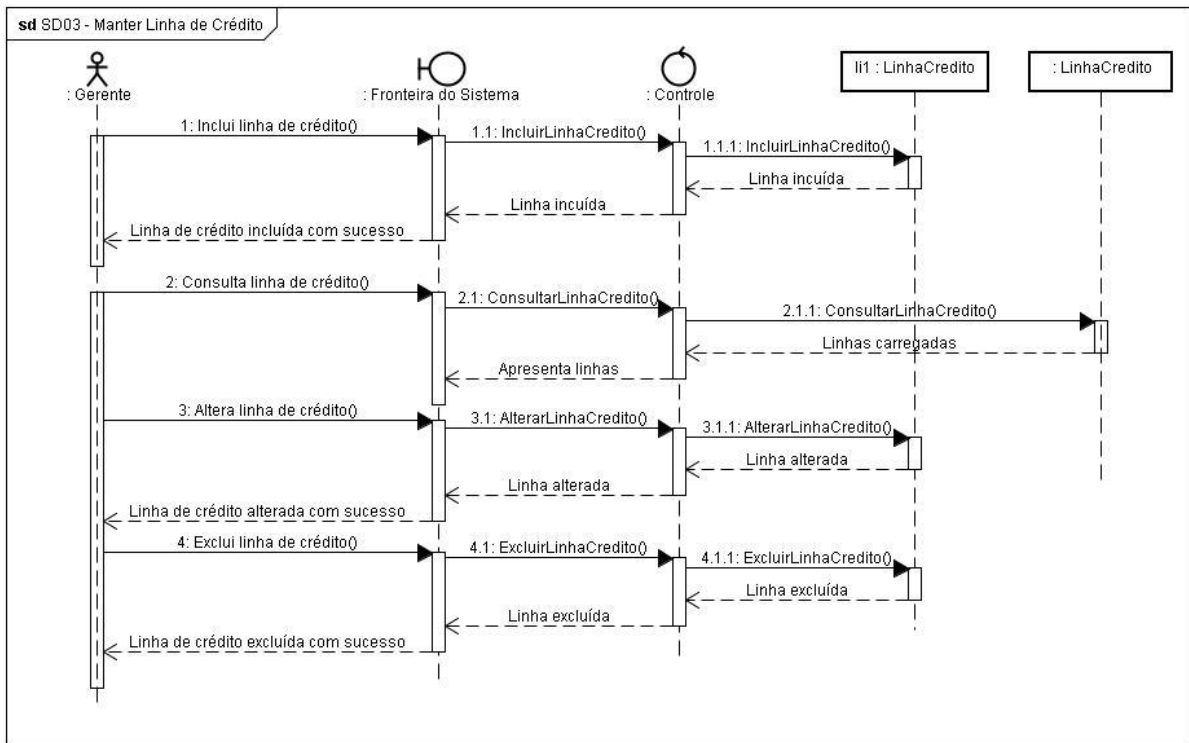 sd SD03 - Manter Linha de Crédito
: Gerente
: Fronteira do Sistema
: Controle
li1 : LinhaCredito
: LinhaCredito
1: Inclui linha de crédito()
1.1: IncluirLinhaCredito()
1.1.1: IncluirLinhaCredito()
Linha incuída
Linha incuída
Linha de crédito incluída com sucesso
2: Consulta linha de crédito()
2.1: ConsultarLinhaCredito()
2.1.1: ConsultarLinhaCredito()
Linhas carregadas
Apresenta linhas
3: Altera linha de crédito()
3.1: AlterarLinhaCredito()
3.1.1: AlterarLinhaCredito()
Linha alterada
Linha alterada
Linha de crédito alterada com sucesso
4: Exclui linha de crédito()
4.1: ExcluirLinhaCredito()
4.1.1: ExcluirLinhaCredito()
Linha excluída
Linha excluída
Linha de crédito excluída com sucesso